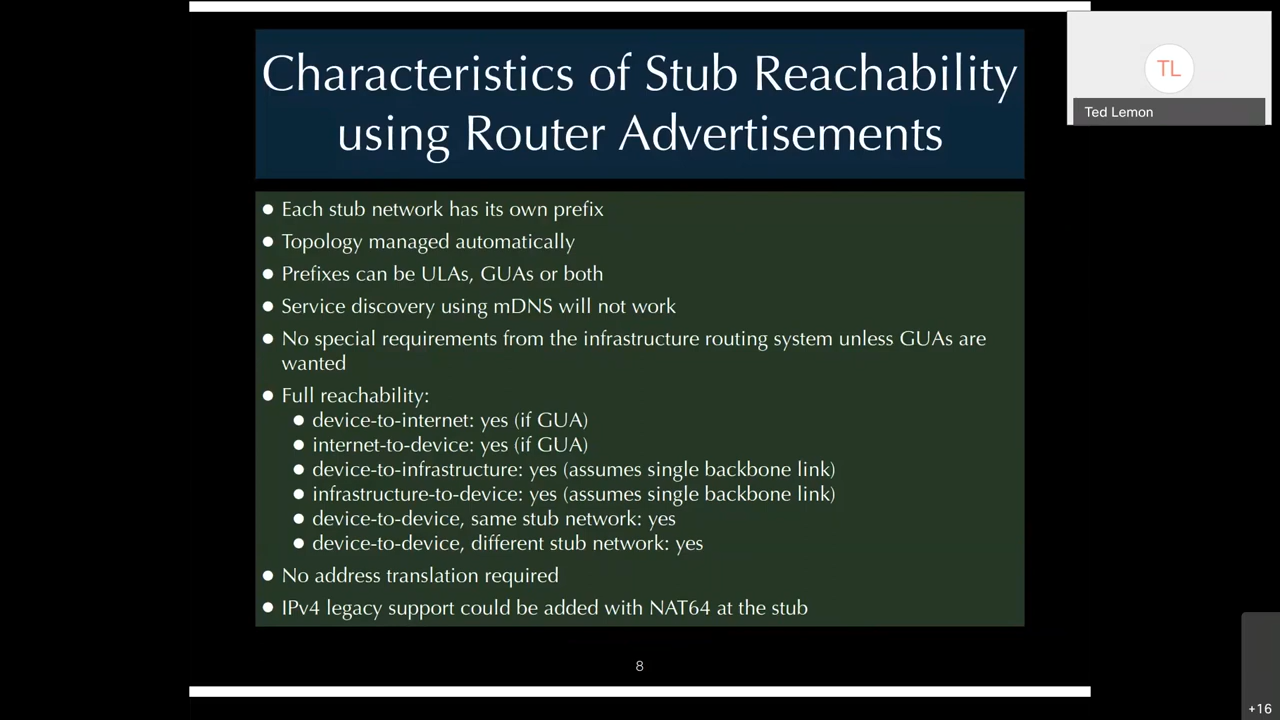 Characteristics of Stub Reachability
using Router Advertisements
TL
Ted Lemon
● Each stub network has its own prefix
● Topology managed automatically
● Prefixes can be ULAs, GUAs or both
● Service discovery using mDNS will not work
● No special requirements from the infrastructure routing system unless GUAs are
wanted
● Full reachability:
● device-to-internet: yes (if GUA)
● internet-to-device: yes (if GUA)
● device-to-infrastructure: yes (assumes single backbone link)
● infrastructure-to-device: yes (assumes single backbone link)
● device-to-device, same stub network: yes
● device-to-device, different stub network: yes
● No address translation required
● IPv4 legacy support could be added with NAT64 at the stub
8
+16